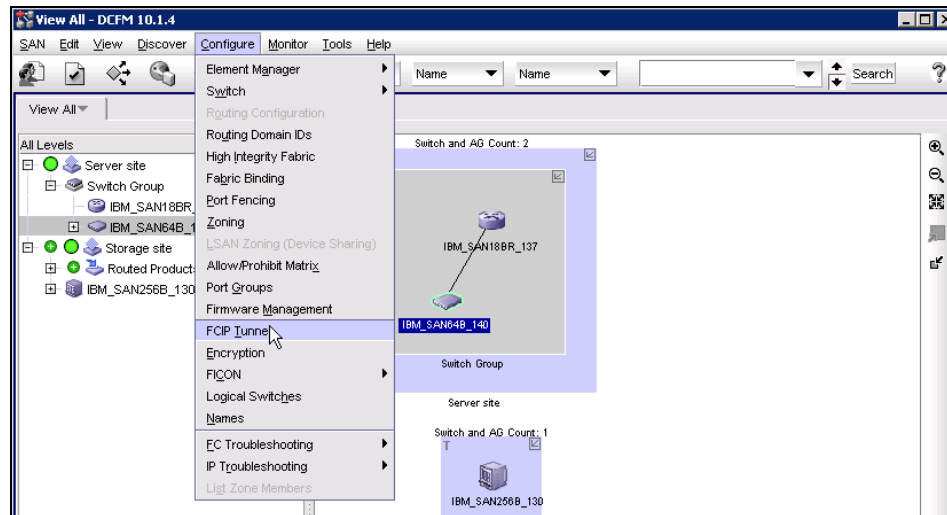 View All - DCFM 10.1.4
SAN Edit View Discover Configure Monitor Tools Help
Name Name Search
View All
All Levels
Server site
Switch Group
IBM_SAN18BR_
IBM_SAN64B_1
Storage site
Routed Product
IBM_SAN256B_130
Element Manager
Switch
Routing Configuration
Routing Domain IDs
High Integrity Fabric
Fabric Binding
Port Fencing
Zoning
LSAN Zoning (Device Sharing)
Allow/Prohibit Matrix
Port Groups
Firmware Management
FCIP Tunnel
Encryption
FICON
Logical Switches
Names
FC Troubleshooting
IP Troubleshooting
List Zone Members
Switch and AG Count: 2
IBM_SAN18BR_137
IBM_SAN64B_140
Switch Group
Server site
Switch and AG Count: 1
T
IBM_SAN256B_130